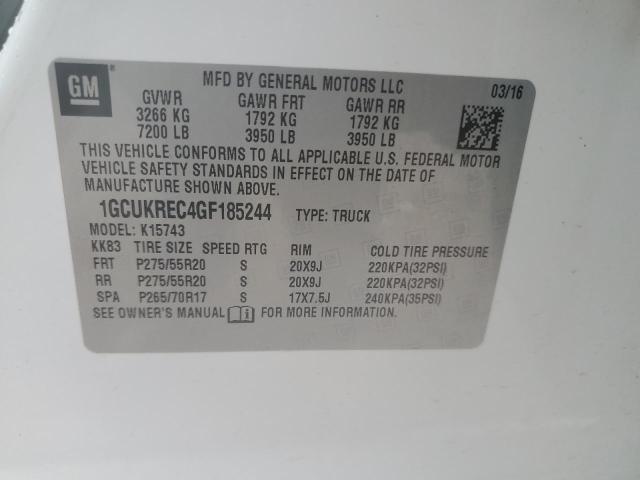 GM
MFD BY GENERAL MOTORS LLC 03/16
GVWR GAWR FRT GAWR RR
3266 KG 1792 KG 1792 KG
7200 LB 3950 LB 3950 LB
THIS VEHICLE CONFORMS TO ALL APPLICABLE U.S. FEDERAL MOTOR
VEHICLE SAFETY STANDARDS IN EFFECT ON THE DATE OF
MANUFACTURE SHOWN ABOVE.
1GCUKREC4GF185244 TYPE: TRUCK
MODEL: K15743
KK83 TIRE SIZE SPEED RTG RIM COLD TIRE PRESSURE
FRT P275/55R20 S 20X9J 220KPA(32PSI)
RR P275/55R20 S 20X9J 220KPA(32PSI)
SPA P265/70R17 S 17X7.5J 240KPA(35PSI)
SEE OWNER'S MANUAL FOR MORE INFORMATION.